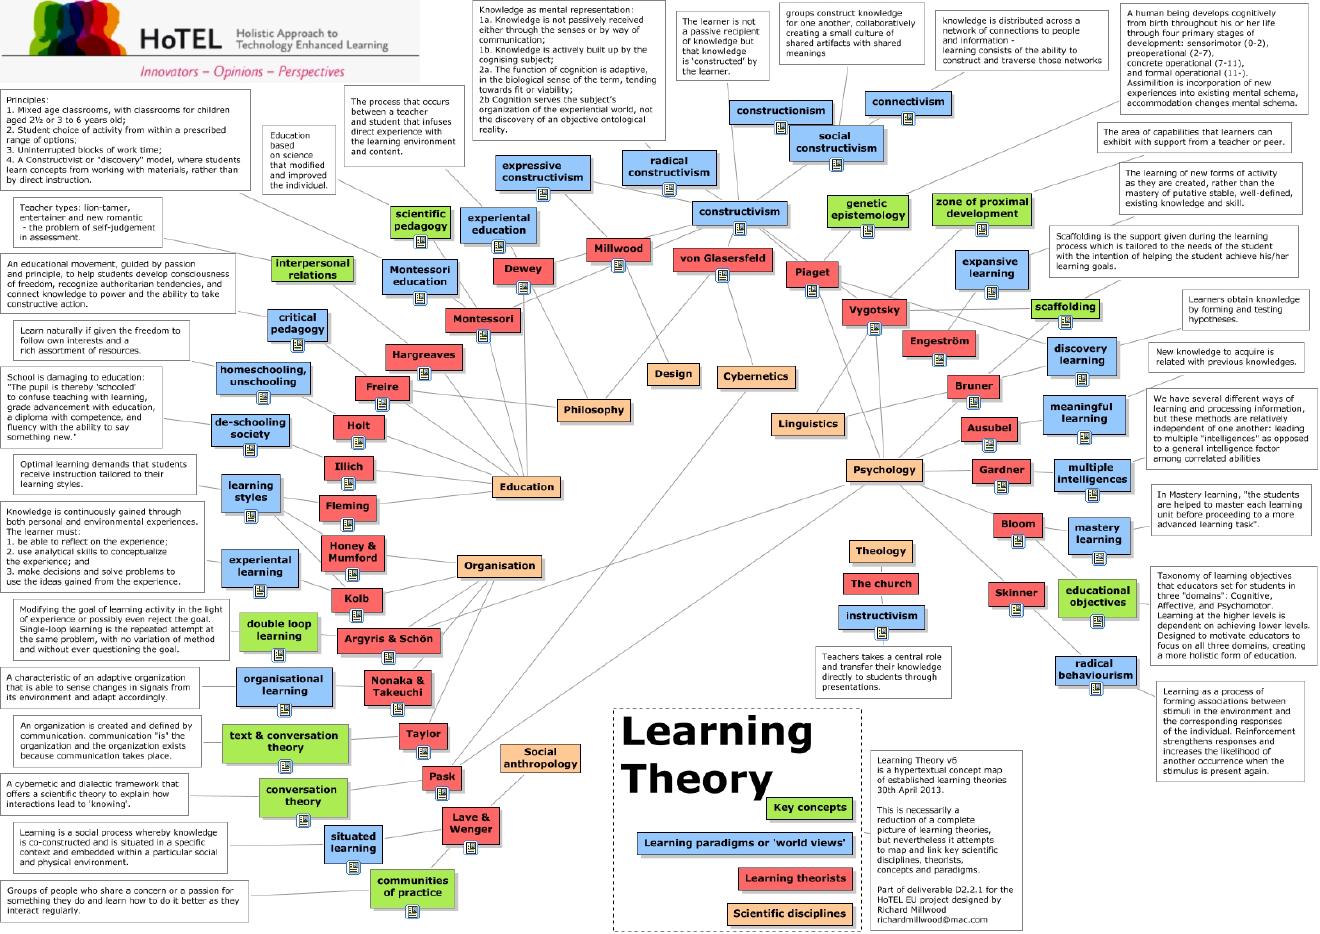 HoTEL
Holistic Approach to
Technology Enhanced Learning
Innovators – Opinions – Perspectives
Knowledge as mental representation:
1a. Knowledge is not passively received
either through the senses or by way of
communication;
1b. Knowledge is actively built up by the
cognising subject;
2a. The function of cognition is adaptive,
in the biological sense of the term, tending
towards fit or viability;
2b Cognition serves the subject's
organization of the experiential world, not
the discovery of an objective ontological
reality.
The learner is not
a passive recipient
of knowledge but
that knowledge
is 'constructed' by
the learner.
groups construct knowledge
for one another, collaboratively
creating a small culture of
shared artifacts with shared
meanings
knowledge is distributed across a
network of connections to people
and information -
learning consists of the ability to
construct and traverse those networks
A human being develops cognitively
from birth throughout his or her life
through four primary stages of
development: sensorimotor (0-2),
preoperational (2-7),
concrete operational (7-11),
and formal operational (11-).
Assimilition is incorporation of new
experiences into existing mental schema,
accommodation changes mental schema.
Principles:
1. Mixed age classrooms, with classrooms for children
aged 2½ or 3 to 6 years old;
2. Student choice of activity from within a prescribed
range of options;
3. Uninterrupted blocks of work time;
4. A Constructivist or "discovery" model, where students
learn concepts from working with materials, rather than
by direct instruction.
Education
based
on science
that modified
and improved
the individual.
The process that occurs
between a teacher
and student that infuses
direct experience with
the learning environment
and content.
constructionism
connectivism
social
constructivism
The area of capabilities that learners can
exhibit with support from a teacher or peer.
expressive
constructivism
radical
constructivism
The learning of new forms of activity
as they are created, rather than the
mastery of putative stable, well-defined,
existing knowledge and skill.
Teacher types: lion-tamer,
entertainer and new romantic
- the problem of self-judgement
in assessment.
scientific
pedagogy
experiential
education
constructivism
genetic
epistemology
zone of proximal
development
Scaffolding is the support given during the learning
process which is tailored to the needs of the student
with the intention of helping the student achieve his/her
learning goals.
An educational movement, guided by passion
and principle, to help students develop consciousness
of freedom, recognize authoritarian tendencies, and
connect knowledge to power and the ability to take
constructive action.
interpersonal
relations
Montessori
education
Dewey
Millwood
von Glasersfeld
Piaget
expansive
learning
Learners obtain knowledge
by forming and testing
hypotheses.
Learn naturally if given the freedom to
follow own interests and a
rich assortment of resources.
critical
pedagogy
Montessori
Vygotsky
scaffolding
Hargreaves
Engeström
discovery
learning
New knowledge to acquire is
related with previous knowledges.
School is damaging to education:
"The pupil is thereby 'schooled'
to confuse teaching with learning,
grade advancement with education,
a diploma with competence, and
fluency with the ability to say
something new."
homeschooling,
unschooling
Freire
Design
Cybernetics
Bruner
We have several different ways of
learning and processing information,
but these methods are relatively
independent of one another: leading
to multiple "intelligences" as opposed
to a general intelligence factor
among correlated abilities
de-schooling
society
Holt
Philosophy
Linguistics
Ausubel
meaningful
learning
Optimal learning demands that students
receive instruction tailored to their
learning styles.
Illich
Education
Psychology
Gardner
multiple
intelligences
learning
styles
Fleming
In Mastery learning, "the students
are helped to master each learning
unit before proceeding to a more
advanced learning task".
Knowledge is continuously gained through
both personal and environmental experiences.
The learner must:
1. be able to reflect on the experience;
2. use analytical skills to conceptualize
the experience; and
3. make decisions and solve problems to
use the ideas gained from the experience.
Honey &
Mumford
Bloom
mastery
learning
experiential
learning
Organisation
Theology
Kolb
The church
Skinner
educational
objectives
Taxonomy of learning objectives
that educators set for students in
three "domains": Cognitive,
Affective, and Psychomotor.
Learning at the higher levels is
dependent on achieving lower levels.
Designed to motivate educators to
focus on all three domains, creating
a more holistic form of education.
Modifying the goal of learning activity in the light
of experience or possibly even reject the goal.
Single-loop learning is the repeated attempt at
the same problem, with no variation of method
and without ever questioning the goal.
double loop
learning
Argyris & Schön
instructivism
Teachers takes a central role
and transfer their knowledge
directly to students through
presentations.
radical
behaviourism
A characteristic of an adaptive organization
that is able to sense changes in signals from
its environment and adapt accordingly.
organisational
learning
Nonaka &
Takeuchi
Learning as a process of
forming associations between
stimuli in the environment and
the corresponding responses
of the individual. Reinforcement
strengthens responses and
increases the likelihood of
another occurrence when the
stimulus is present again.
An organization is created and defined by
communication. communication "is" the
organization and the organization exists
because communication takes place.
text & conversation
theory
Taylor
Social
anthropology
A cybernetic and dialectic framework that
offers a scientific theory to explain how
interactions lead to 'knowing'.
conversation
theory
Pask
Learning is a social process whereby knowledge
is co-constructed and is situated in a specific
context and embedded within a particular social
and physical environment.
situated
learning
Lave &
Wenger
Groups of people who share a concern or a passion for
something they do and learn how to do it better as they
interact regularly.
communities
of practice
Learning
Theory
Key concepts
Learning paradigms or 'world views'
Learning theorists
Scientific disciplines
Learning Theory v6
is a hypertextual concept map
of established learning theories
30th April 2013.
This is necessarily a
reduction of a complete
picture of learning theories,
but nevertheless it attempts
to map and link key scientific
disciplines, theorists,
concepts and paradigms.
Part of deliverable D2.2.1 for the
HoTEL EU project designed by
Richard Millwood
richardmillwood@mac.com